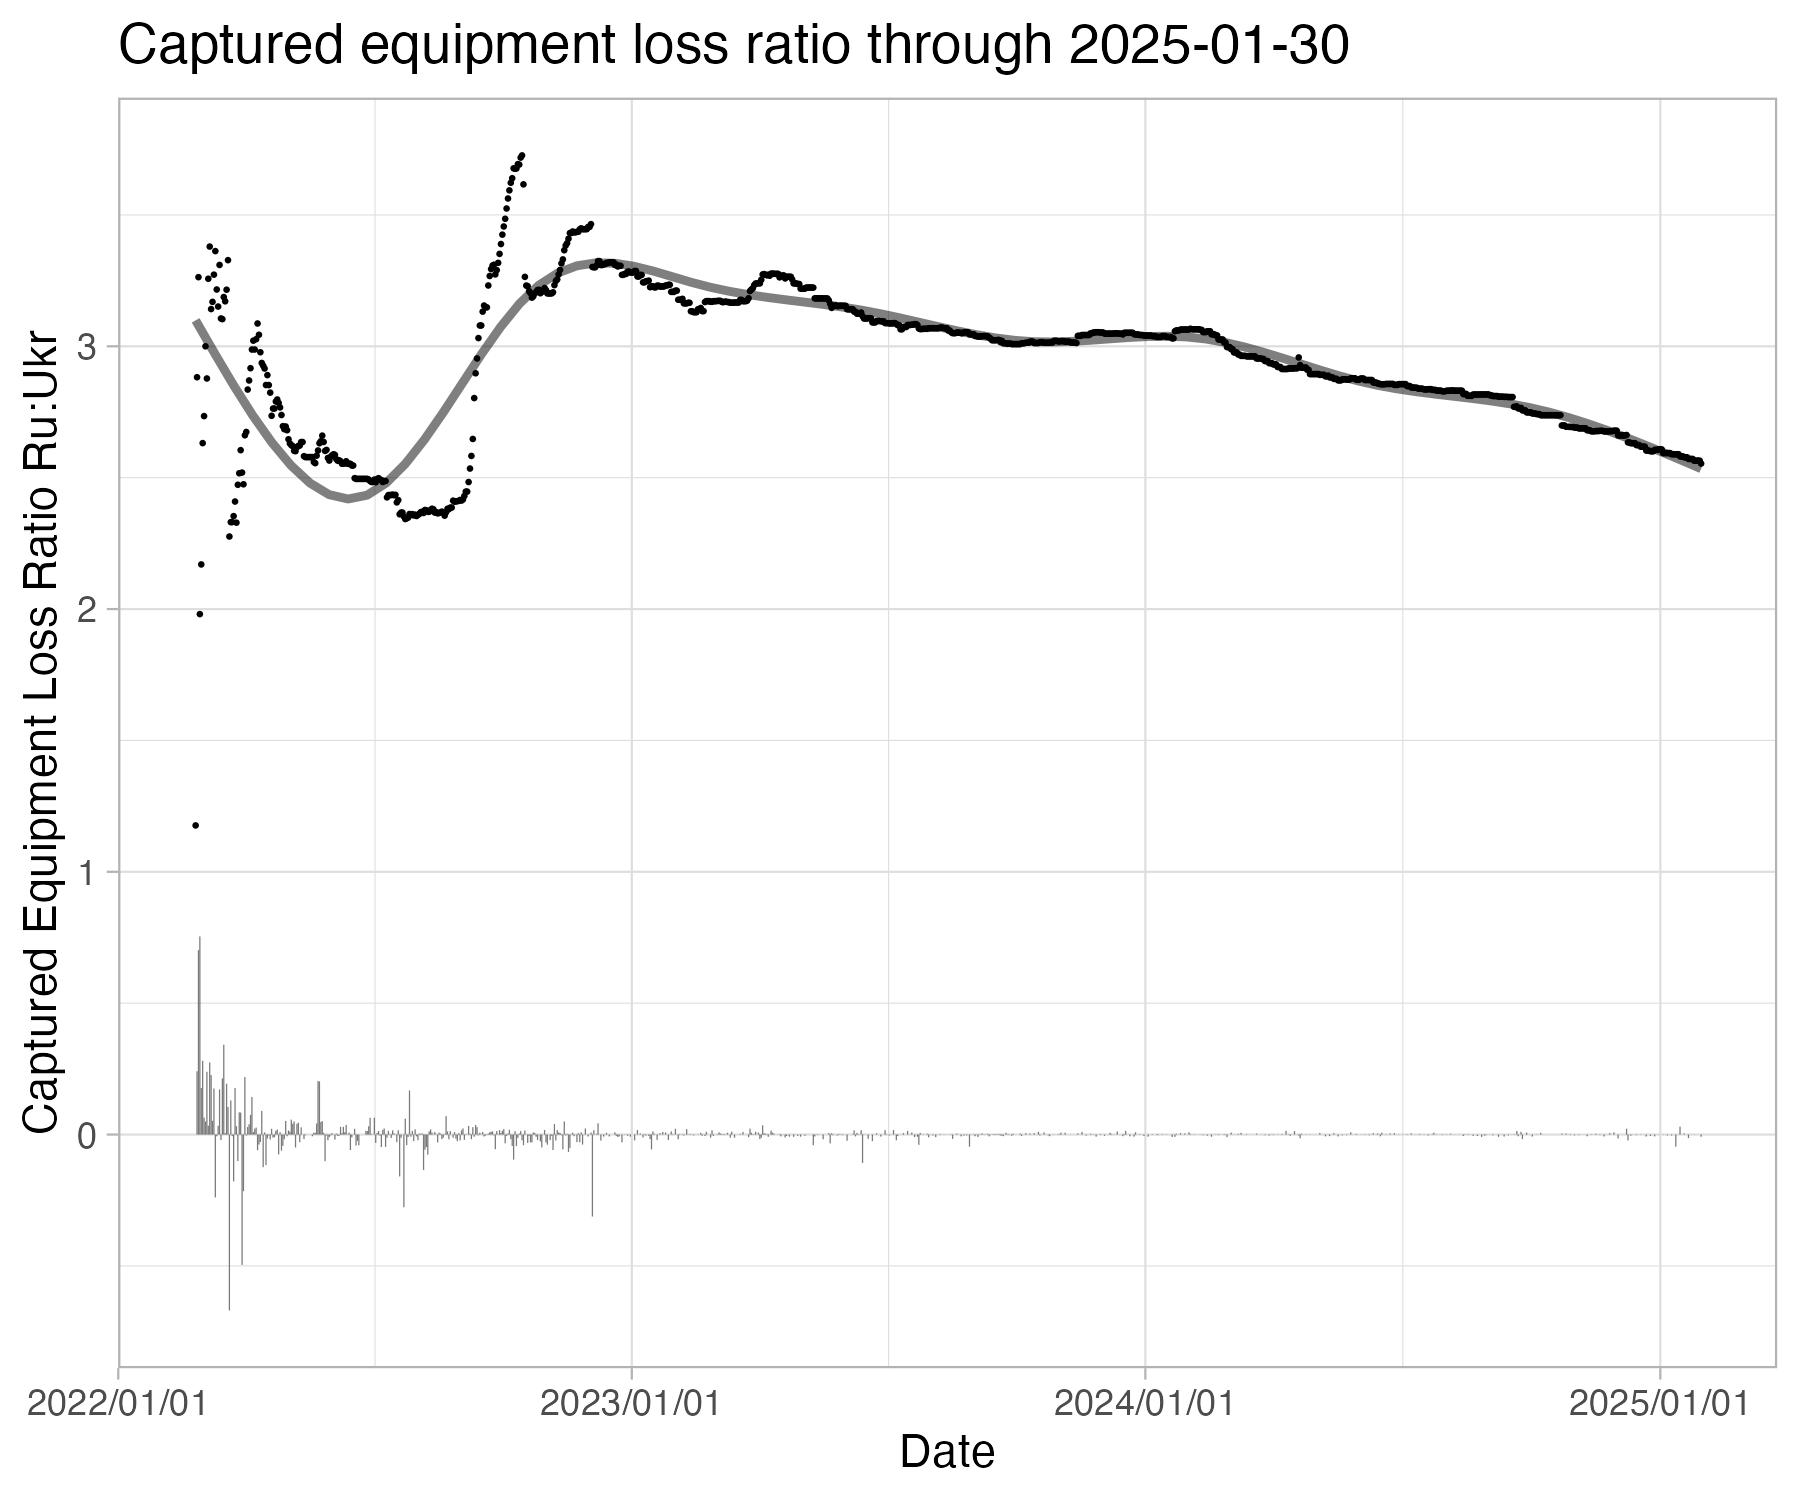 Captured equipment loss ratio through 2025-01-30
Captured Equipment Loss Ratio Ru:Ukr
3
2
1
0
2022/01/01
2023/01/01
2024/01/01
2025/01/01
Date